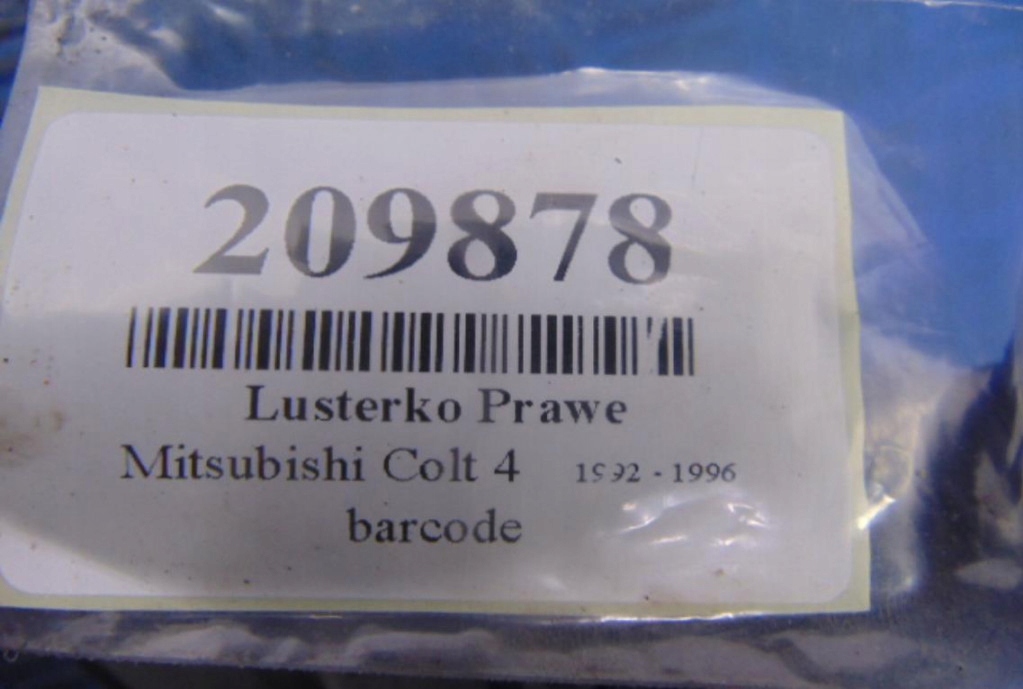 209878
Lusterko Prawe
Mitsubishi Colt 4 1992 - 1996
barcode